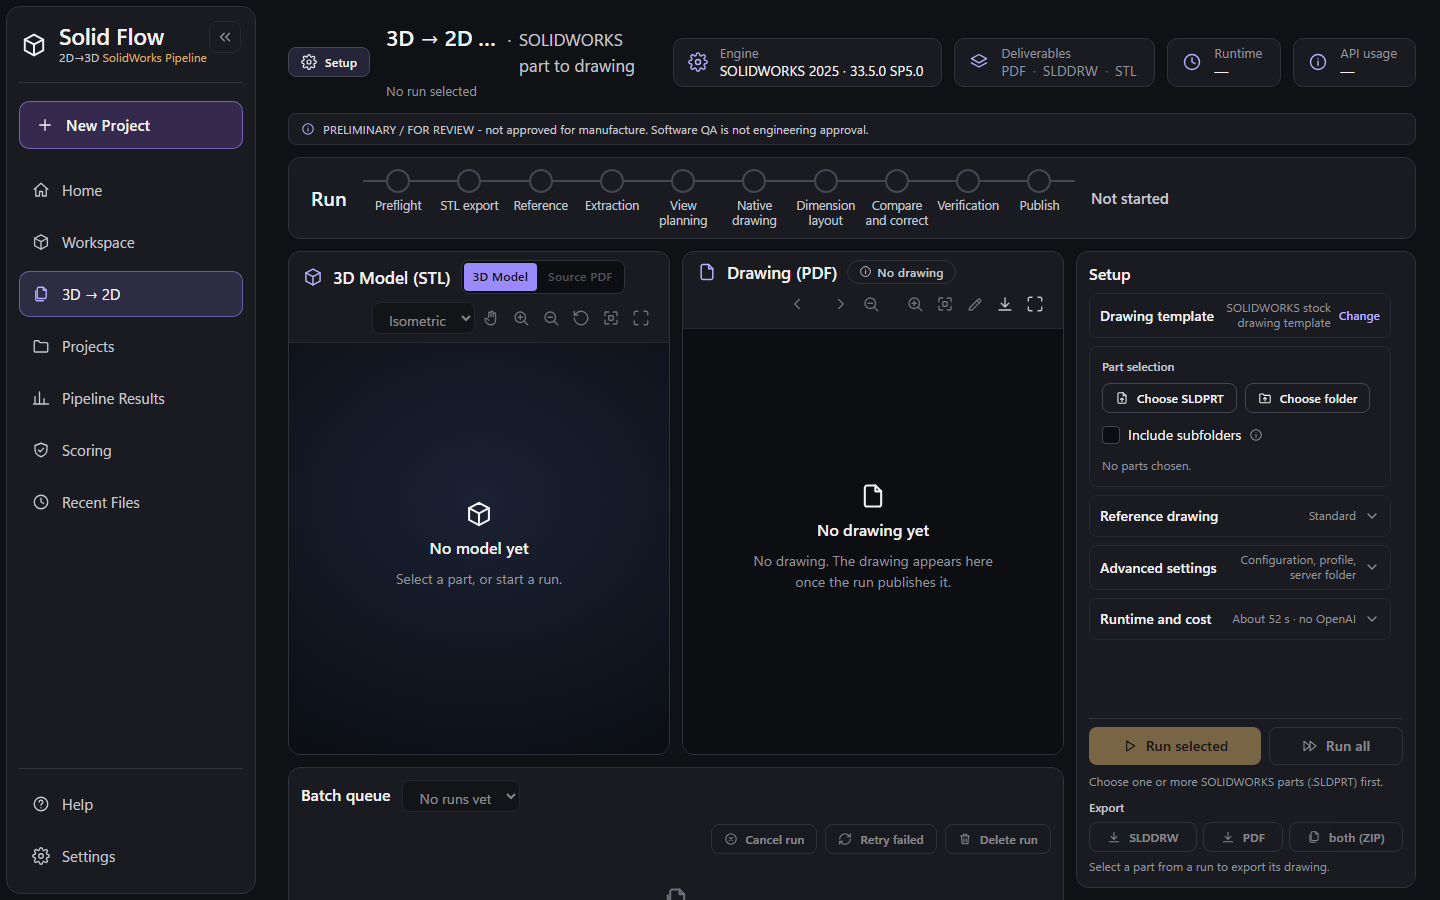 Solid Flow
2D→3D SolidWorks Pipeline
New Project
Home
Workspace
3D → 2D
Projects
Pipeline Results
Scoring
Recent Files
Help
Settings
Setup
3D → 2D ... · SOLIDWORKS
part to drawing
No run selected
Engine
SOLIDWORKS 2025 · 33.5.0 SP5.0
Deliverables
PDF · SLDDRW · STL
Runtime
—
API usage
—
PRELIMINARY / FOR REVIEW - not approved for manufacture. Software QA is not engineering approval.
Run
Preflight
STL export
Reference
Extraction
View
planning
Native
drawing
Dimension
layout
Compare
and correct
Verification
Publish
Not started
3D Model (STL)
3D Model
Source PDF
Isometric
No model yet
Select a part, or start a run.
Drawing (PDF)
No drawing
No drawing yet
No drawing. The drawing appears here
once the run publishes it.
Setup
Drawing template
SOLIDWORKS stock
drawing template
Change
Part selection
Choose SLDPRT
Choose folder
Include subfolders
No parts chosen.
Reference drawing
Standard
Advanced settings
Configuration, profile,
server folder
Runtime and cost
About 52 s · no OpenAI
Run selected
Run all
Choose one or more SOLIDWORKS parts (.SLDPRT) first.
Export
SLDDRW
PDF
both (ZIP)
Select a part from a run to export its drawing.
Batch queue
No runs yet
Cancel run
Retry failed
Delete run